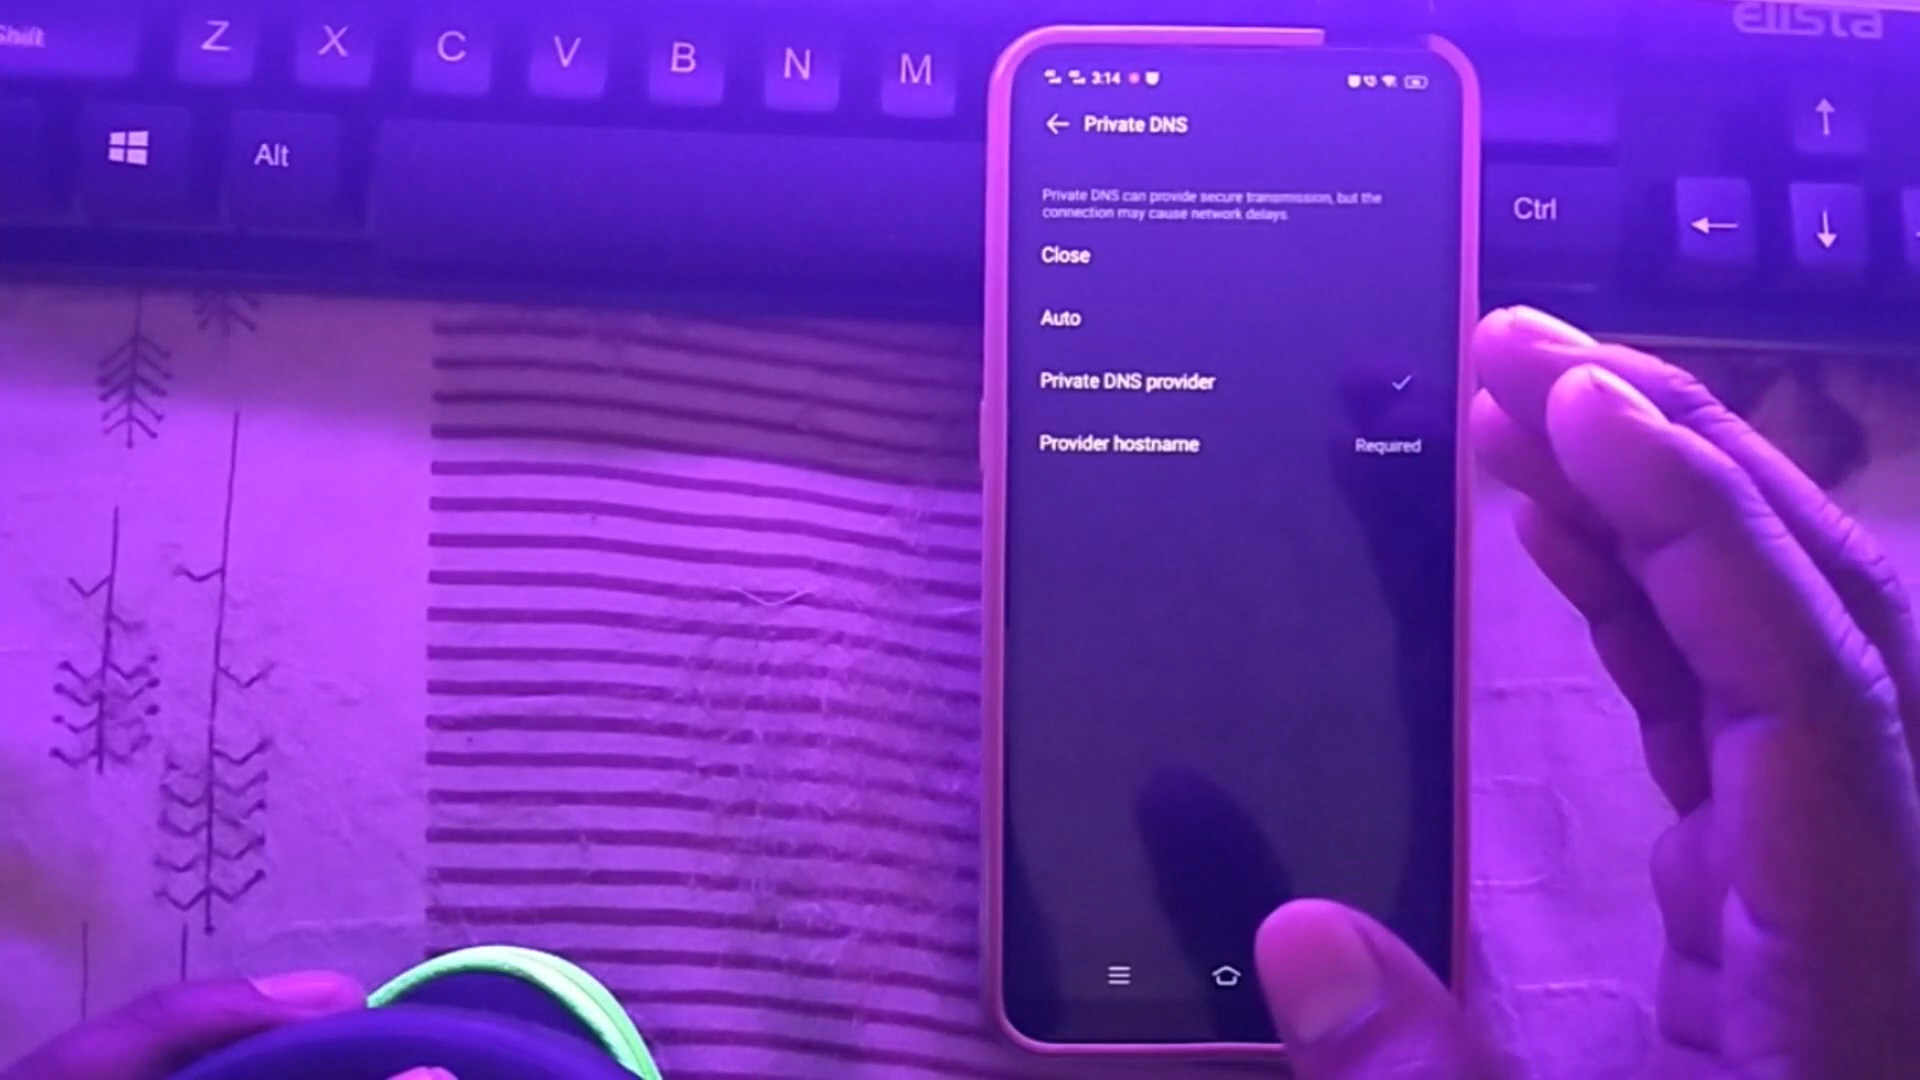 Shift Z X C V B N M
elista
Alt
Ctrl
3:14
Private DNS
Private DNS can provide secure transmission, but the
connection may cause network delays.
Close
Auto
Private DNS provider
Provider hostname Required